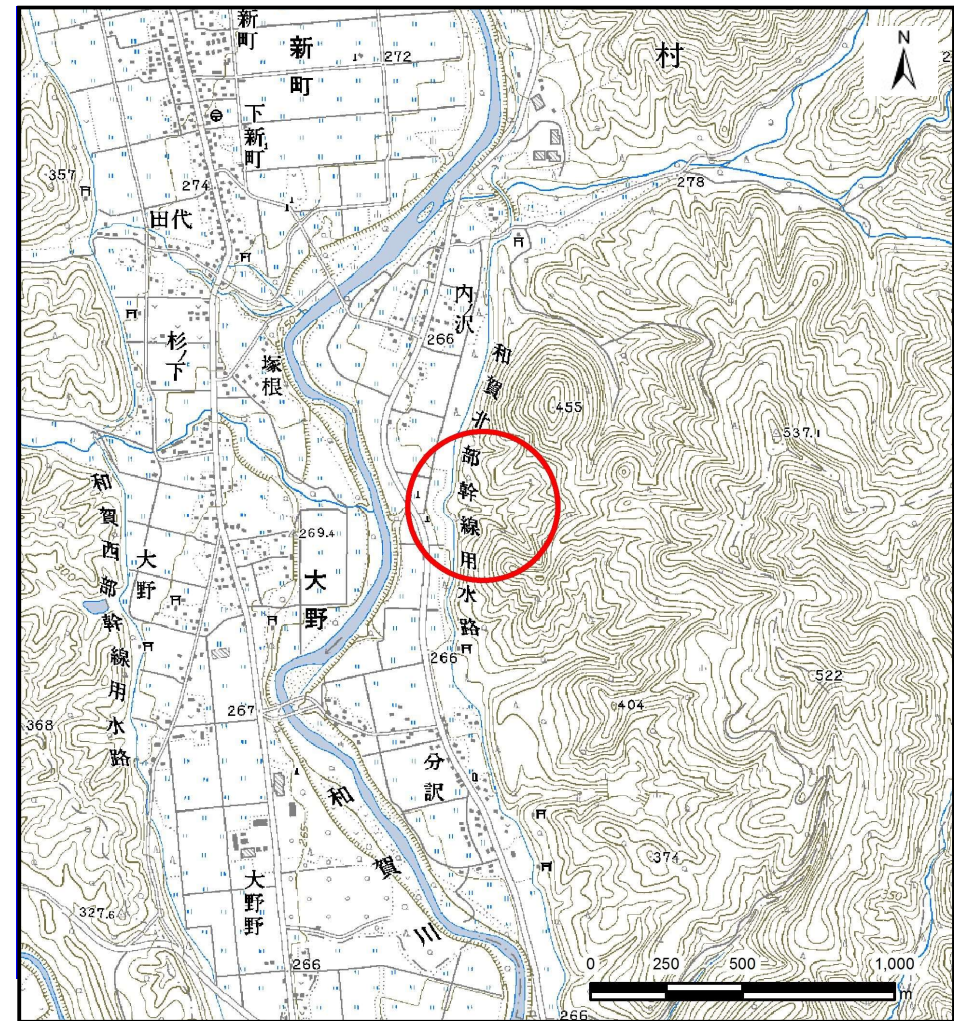 新町
新町
272
村
N
下新町
357
274
278
田代
内ノ沢
266
杉ノ下
塚根
和賀北部幹線用水路
455
537.1
和賀西部幹線用水路
269.4
大野
大野
266
522
404
267
368
分訳
和賀川
374
大野野
327.6
265
266
266
0 250 500 1,000
m